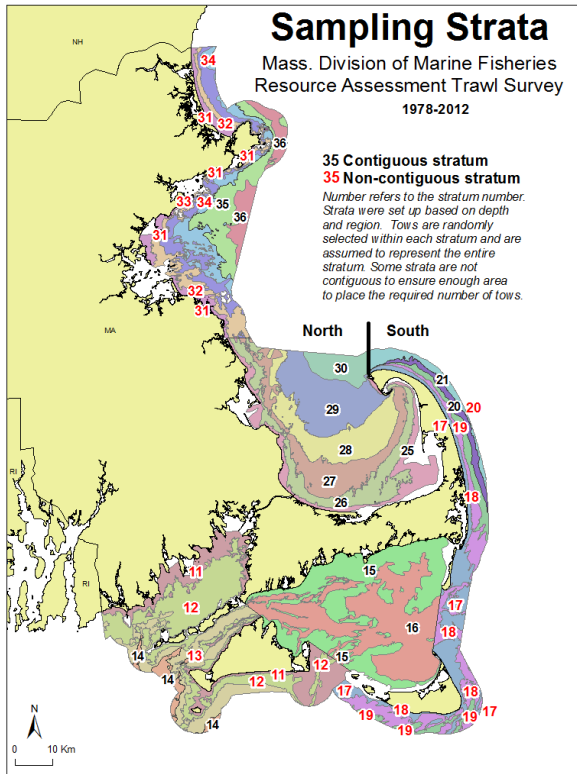 Sampling Strata
Mass. Division of Marine Fisheries
Resource Assessment Trawl Survey
1978-2012
NH
34
31 32
31
36
31
35 Contiguous stratum
35 Non-contiguous stratum
Number refers to the stratum number.
Strata were set up based on depth
and region. Tows are randomly
selected within each stratum and are
assumed to represent the entire
stratum. Some strata are not
contiguous to ensure enough area
to place the required number of tows.
33 34 35
36
31
32
31
MA
North South
30
21
29
20 20
17 19
28
25
27
26
18
RI
11
15
12
17
RI
16
18
14
13
15
12
14
11
12
17
18
18
17
19
19
19
14
N
0 10 Km